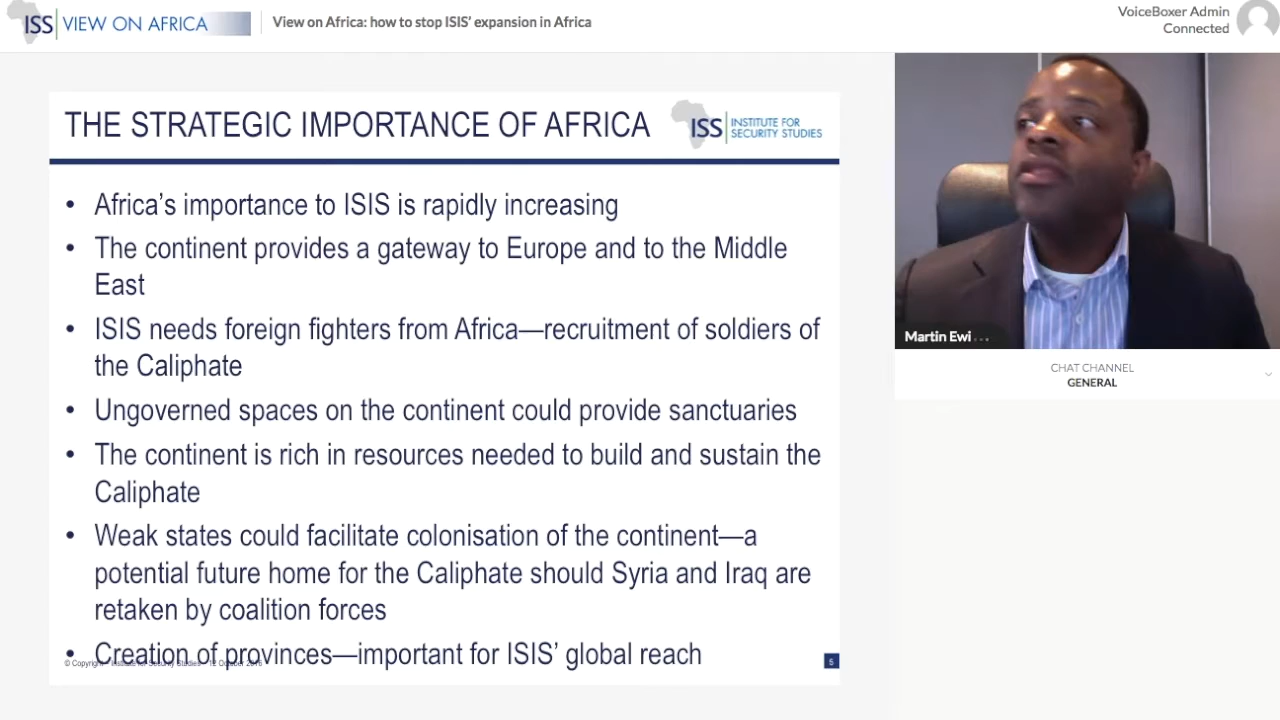 ISS VIEW ON AFRICA
View on Africa: how to stop ISIS' expansion in Africa
VoiceBoxer Admin
Connected
THE STRATEGIC IMPORTANCE OF AFRICA
ISS INSTITUTE FOR
SECURITY STUDIES
• Africa's importance to ISIS is rapidly increasing
• The continent provides a gateway to Europe and to the Middle
East
• ISIS needs foreign fighters from Africa—recruitment of soldiers of
the Caliphate
• Ungoverned spaces on the continent could provide sanctuaries
• The continent is rich in resources needed to build and sustain the
Caliphate
• Weak states could facilitate colonisation of the continent—a
potential future home for the Caliphate should Syria and Iraq are
retaken by coalition forces
• Creation of provinces—important for ISIS' global reach
© Copyright Institute for Security Studies
5
Martin Ewi ...
CHAT CHANNEL
GENERAL